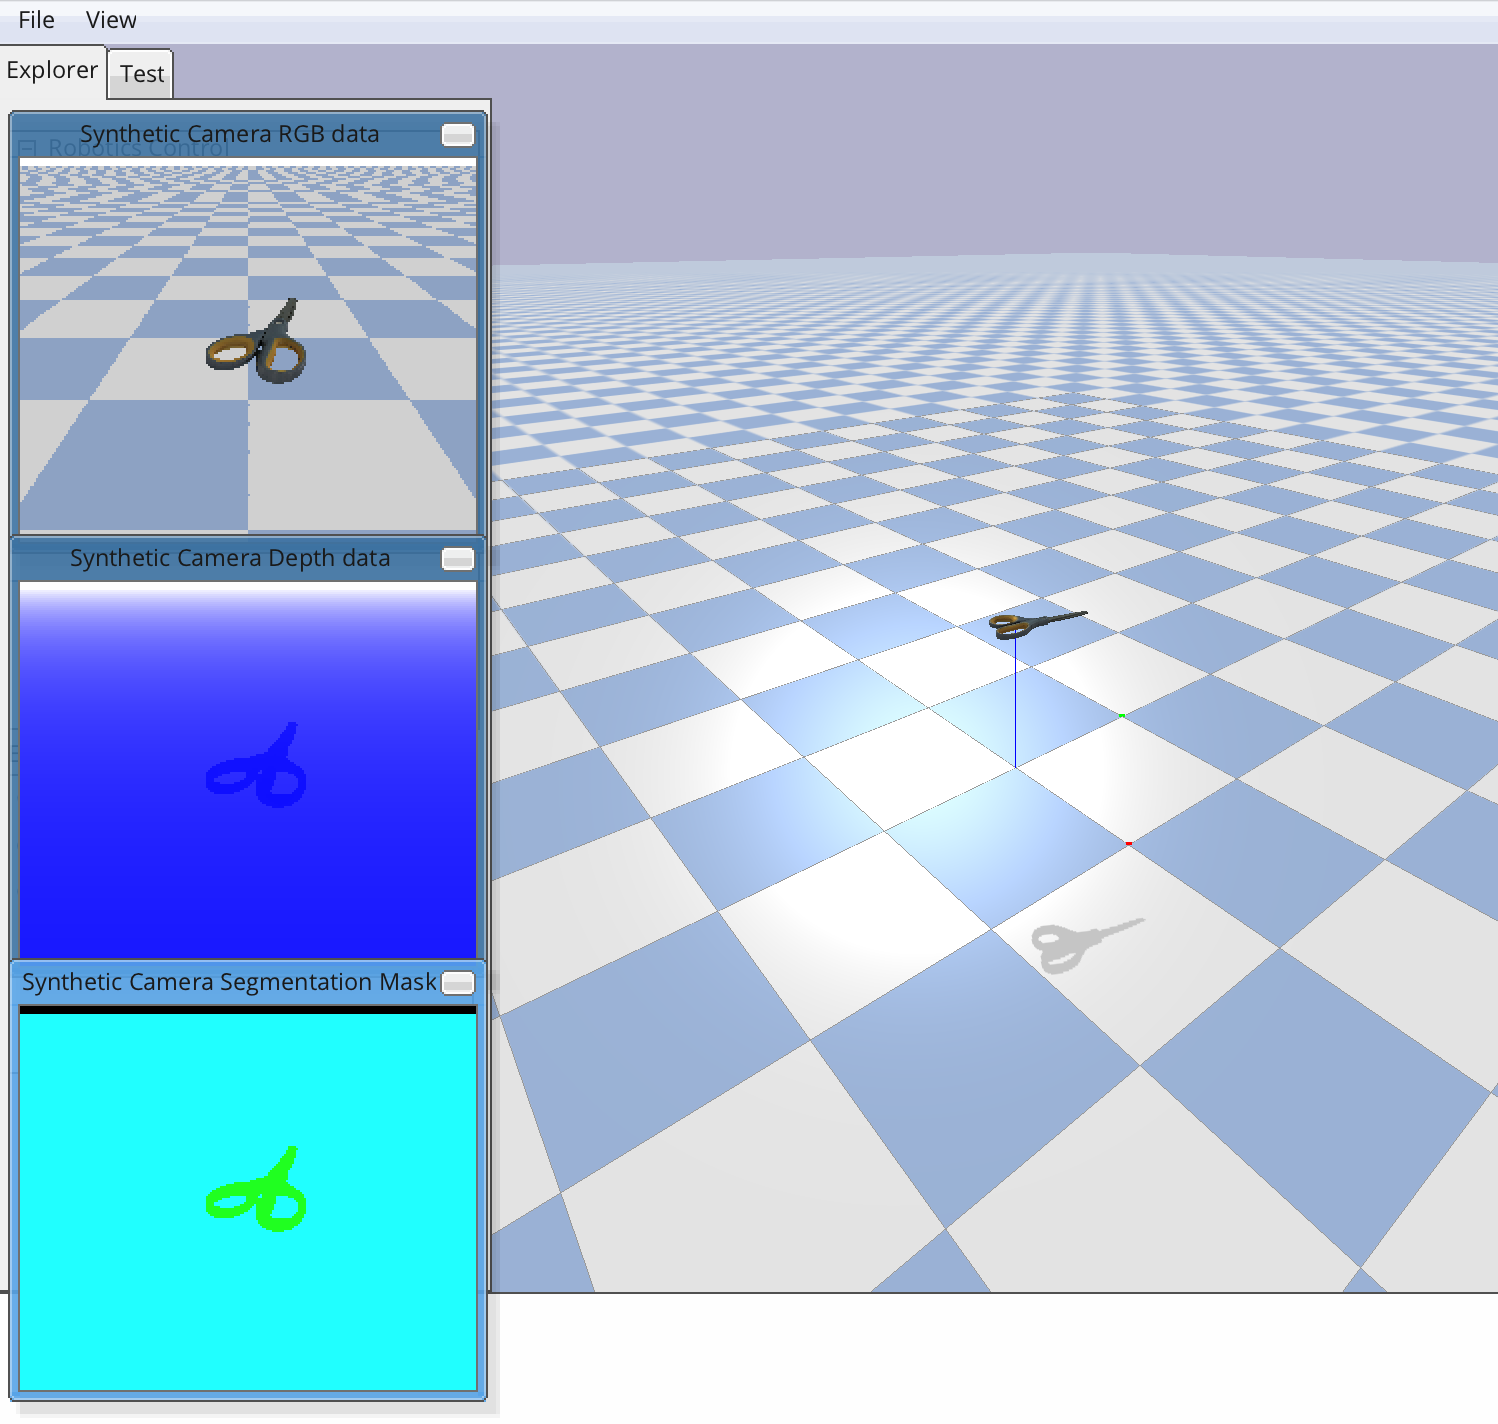 File View
Explorer Test
Synthetic Camera RGB data
Robotics Control
Synthetic Camera Depth data
Synthetic Camera Segmentation Mask